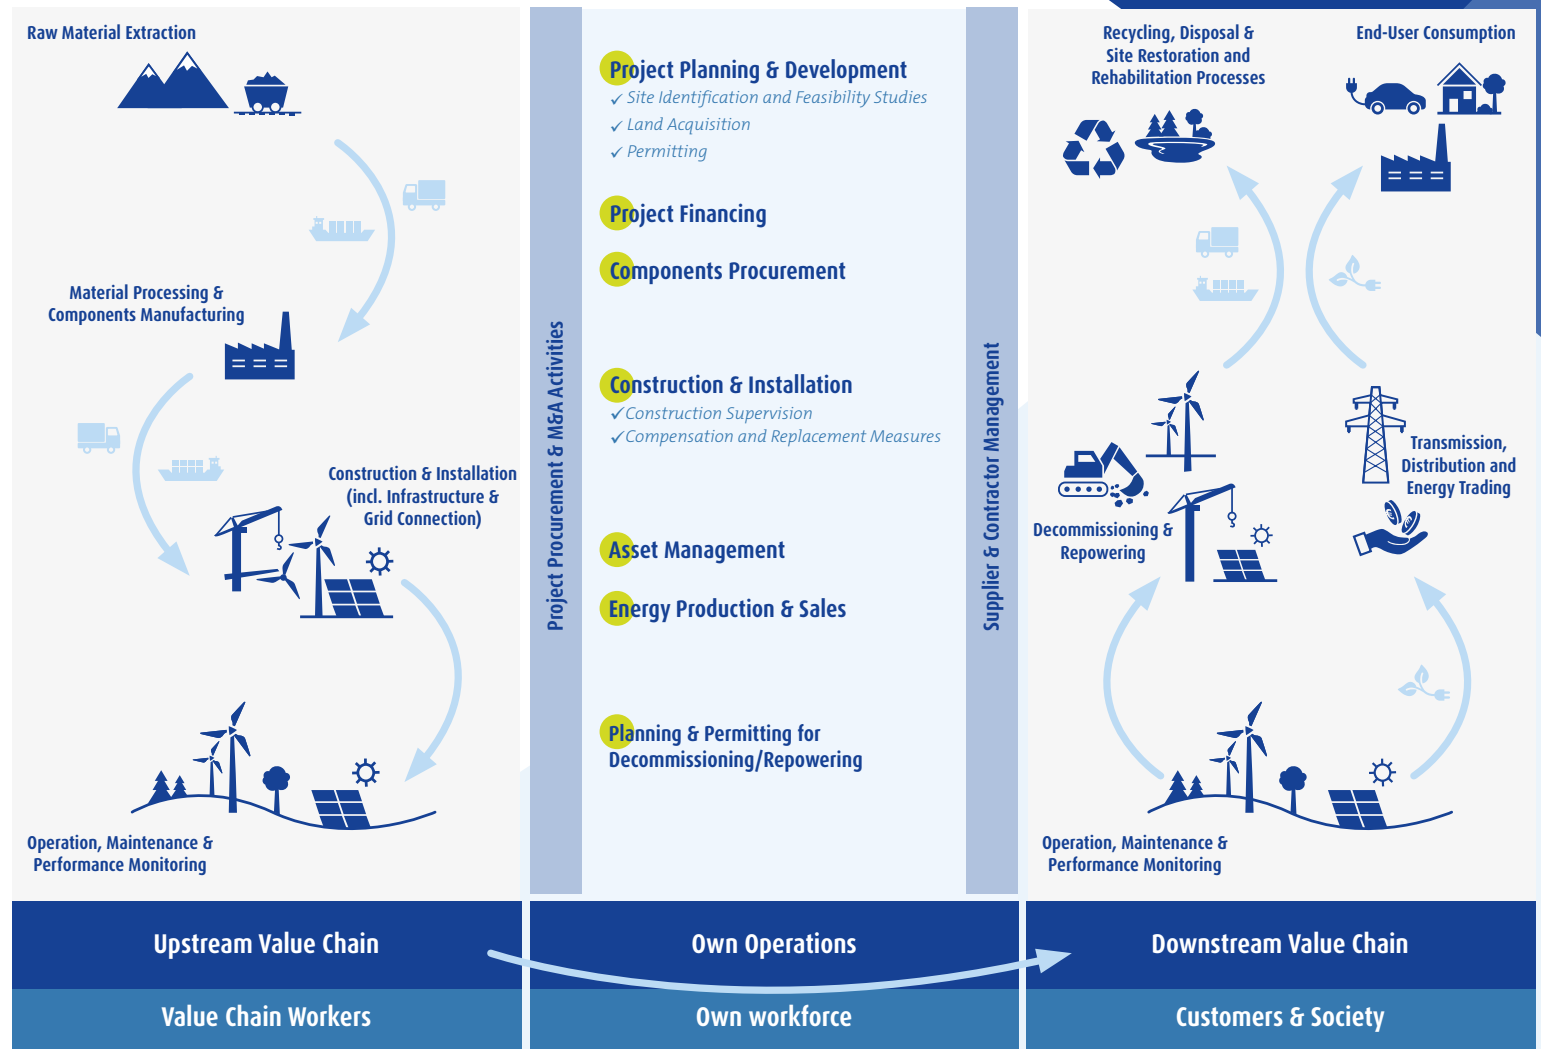 Raw Material Extraction
Material Processing &
Components Manufacturing
Construction & Installation
(incl. Infrastructure &
Grid Connection)
Operation, Maintenance &
Performance Monitoring
Project Procurement & M&A Activities
Project Planning & Development
✓ Site Identification and Feasibility Studies
✓ Land Acquisition
✓ Permitting
Project Financing
Components Procurement
Construction & Installation
✓Construction Supervision
✓Compensation and Replacement Measures
Asset Management
Energy Production & Sales
Planning & Permitting for
Decommissioning/Repowering
Supplier & Contractor Management
Recycling, Disposal &
Site Restoration and
Rehabilitation Processes
End-User Consumption
Transmission,
Distribution and
Energy Trading
Decommissioning &
Repowering
Operation, Maintenance &
Performance Monitoring
Upstream Value Chain
Own Operations
Downstream Value Chain
Value Chain Workers
Own workforce
Customers & Society